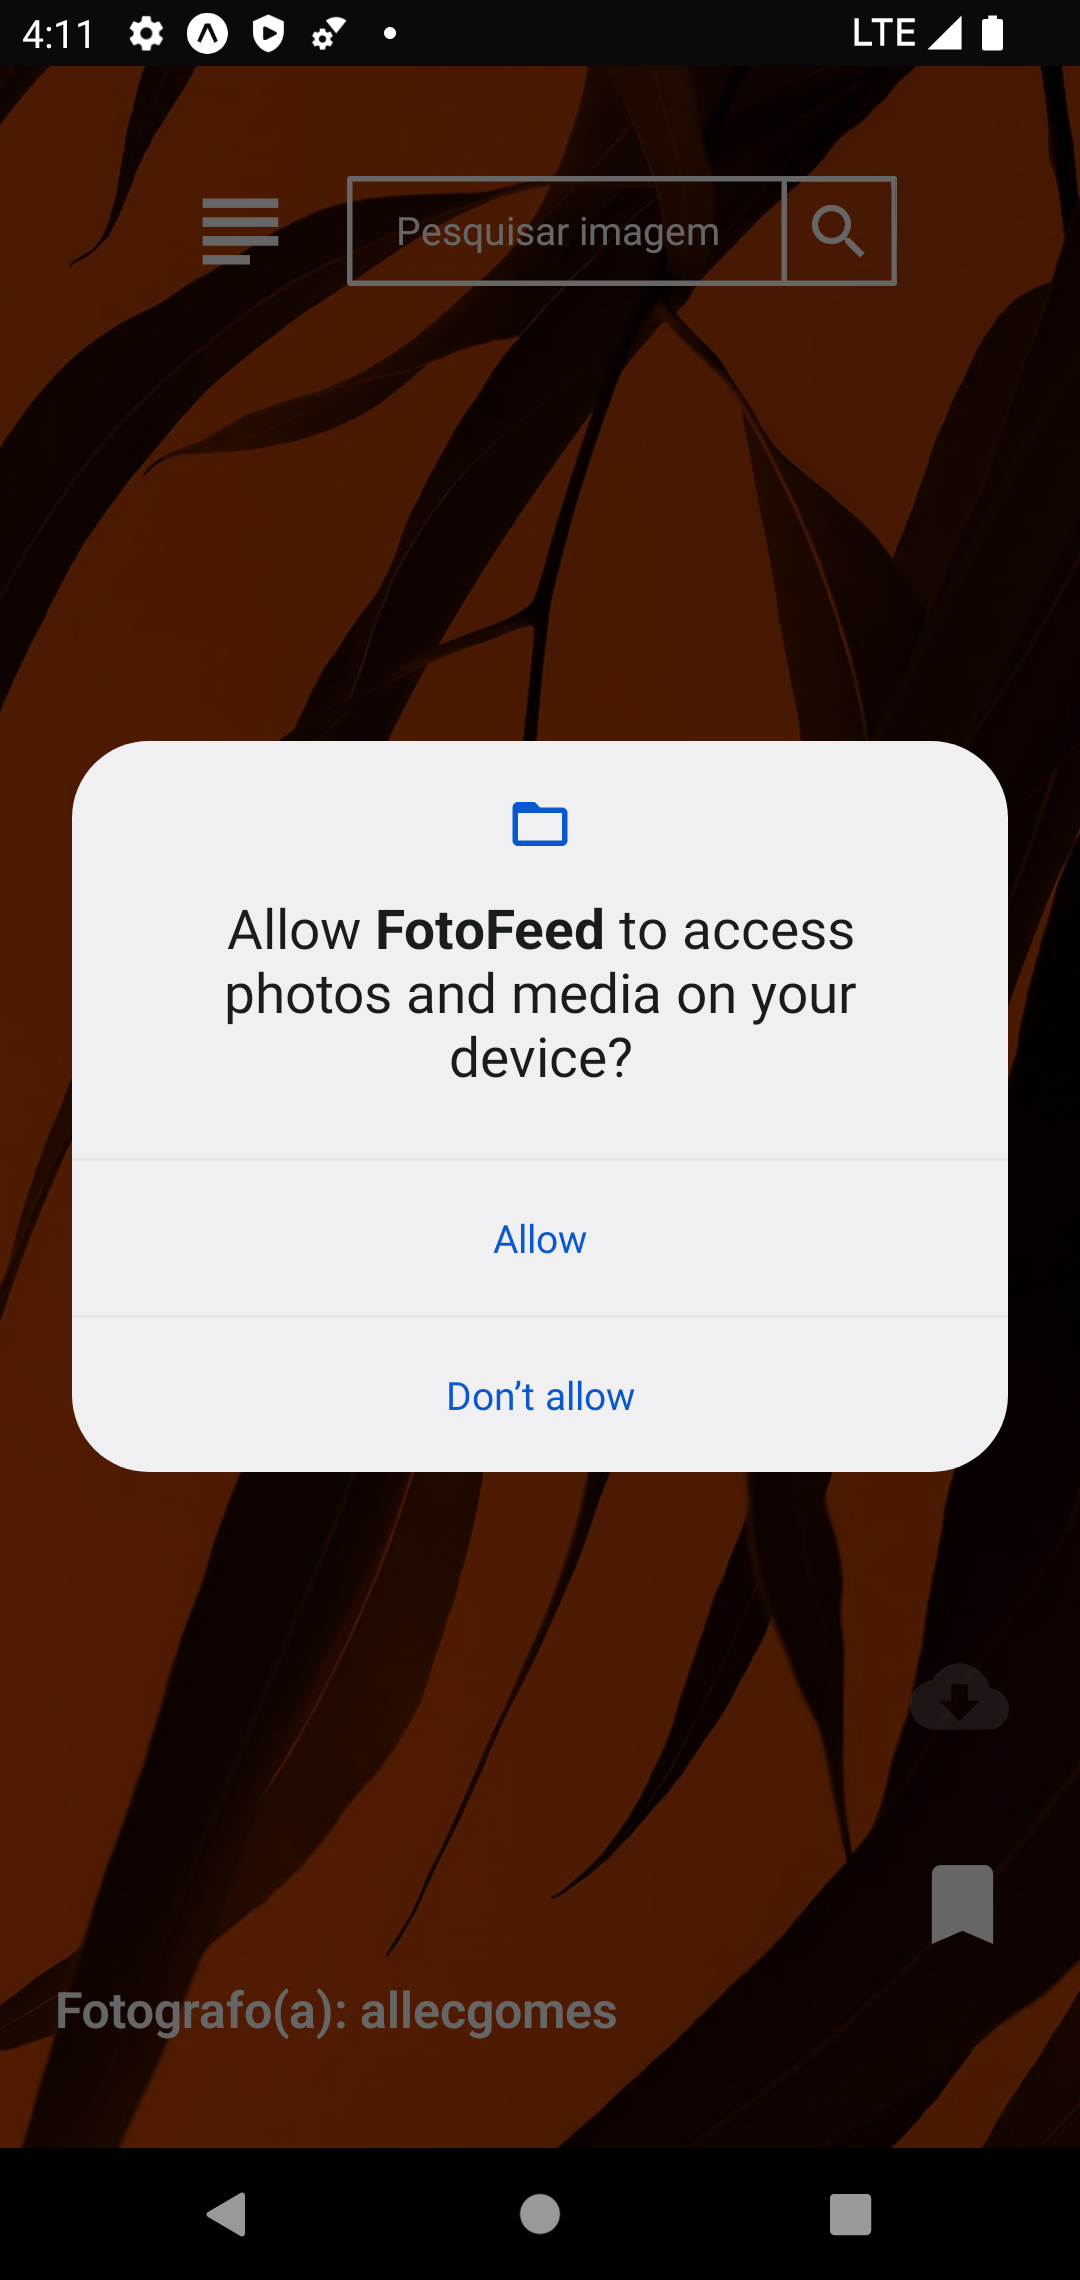 4:11
LTE
Pesquisar imagem
Allow FotoFeed to access
photos and media on your
device?
Allow
Don’t allow
Fotografo(a): allecgomes